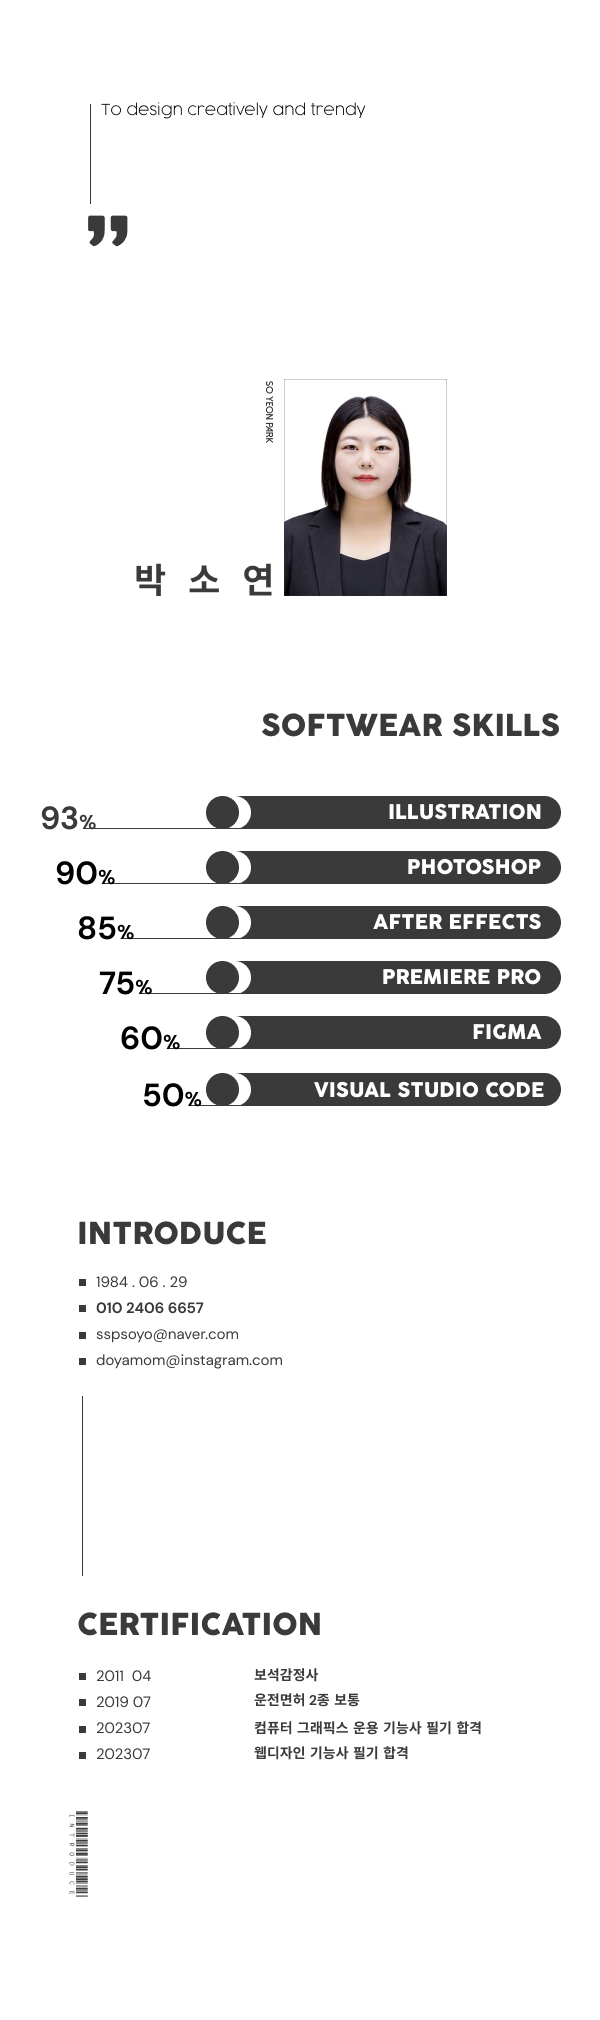 To design creatively and trendy
”
SO YEON PARK
박 소 연
SOFTWEAR SKILLS
93% ILLUSTRATION
90% PHOTOSHOP
85% AFTER EFFECTS
75% PREMIERE PRO
60% FIGMA
50% VISUAL STUDIO CODE
INTRODUCE
1984 . 06 . 29
010 2406 6657
sspsoyo@naver.com
doyamom@instagram.com
CERTIFICATION
2011 04 보석감정사
2019 07 운전면허 2종 보통
202307 컴퓨터 그래픽스 운용 기능사 필기 합격
202307 웹디자인 기능사 필기 합격
INTRODUCE